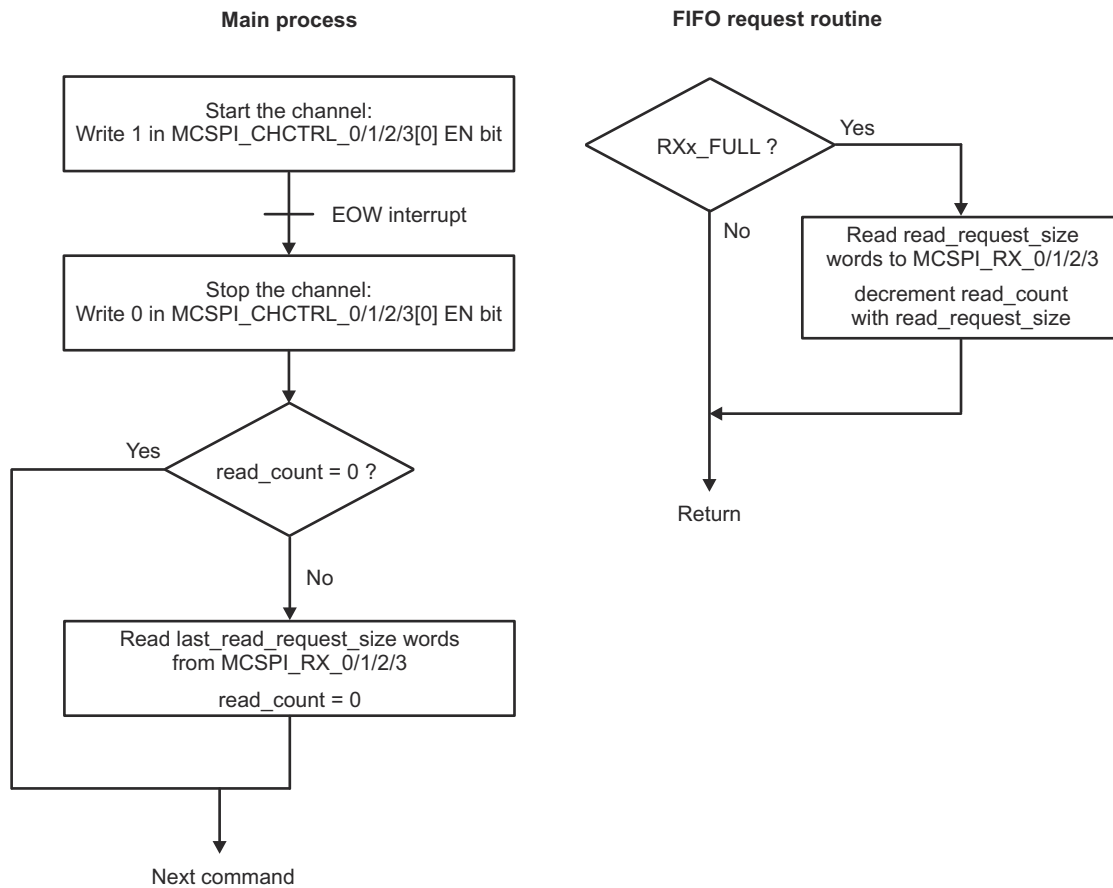 Main process
Start the channel:
Write 1 in MCSPI_CHCTRL_0/1/2/3[0] EN bit
EOW interrupt
Stop the channel:
Write 0 in MCSPI_CHCTRL_0/1/2/3[0] EN bit
Yes
read_count = 0 ?
No
Read last_read_request_size words
from MCSPI_RX_0/1/2/3
read_count = 0
Next command
FIFO request routine
RXx_FULL ?
Yes
No
Read read_request_size
words to MCSPI_RX_0/1/2/3
decrement read_count
with read_request_size
Return